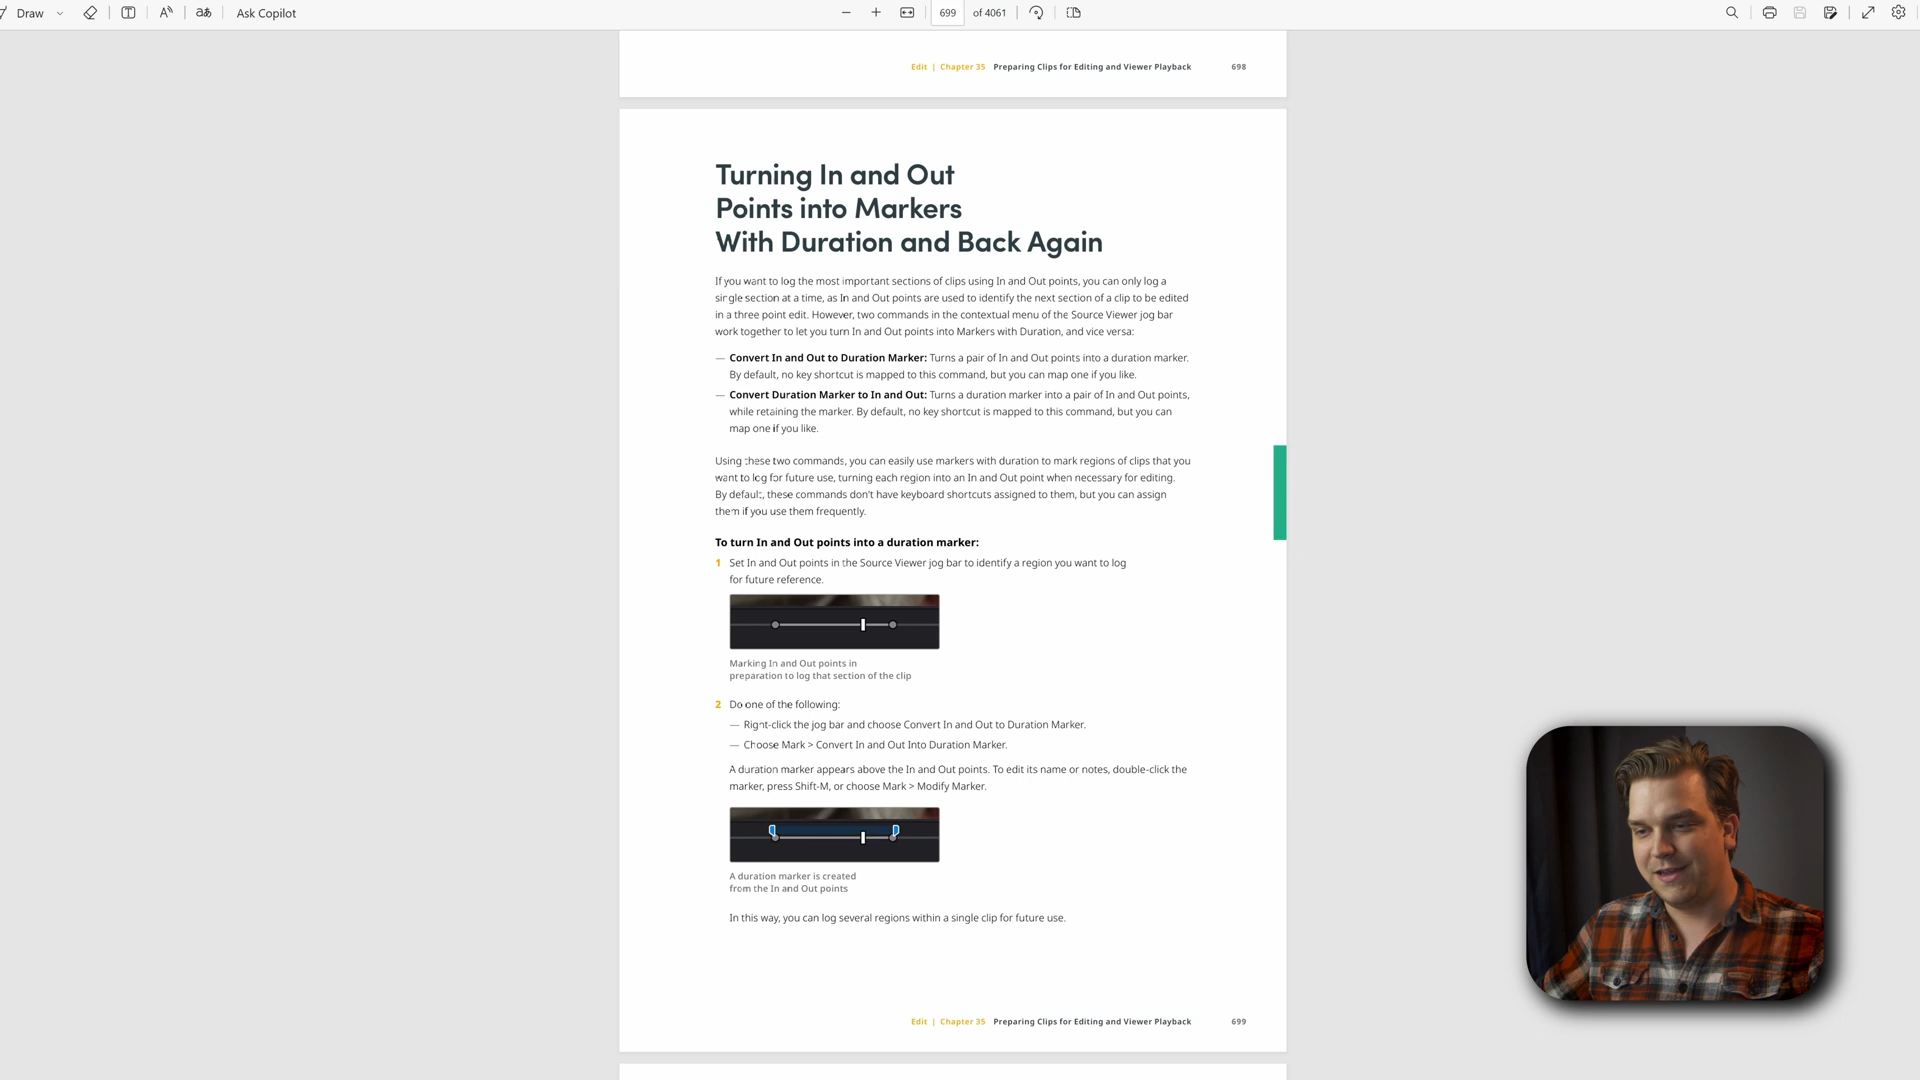 Draw
Ask Copilot
699 of 4061
Edit | Chapter 35 Preparing Clips for Editing and Viewer Playback 698
Turning In and Out
Points into Markers
With Duration and Back Again
If you want to log the most important sections of clips using In and Out points, you can only log a
single section at a time, as In and Out points are used to identify the next section of a clip to be edited
in a three point edit. However, two commands in the contextual menu of the Source Viewer jog bar
work together to let you turn In and Out points into Markers with Duration, and vice versa:
— Convert In and Out to Duration Marker: Turns a pair of In and Out points into a duration marker.
By default, no key shortcut is mapped to this command, but you can map one if you like.
— Convert Duration Marker to In and Out: Turns a duration marker into a pair of In and Out points,
while retaining the marker. By default, no key shortcut is mapped to this command, but you can
map one if you like.
Using these two commands, you can easily use markers with duration to mark regions of clips that you
want to log for future use, turning each region into an In and Out point when necessary for editing.
By default, these commands don't have keyboard shortcuts assigned to them, but you can assign
them if you use them frequently.
To turn In and Out points into a duration marker:
1 Set In and Out points in the Source Viewer jog bar to identify a region you want to log
for future reference.
Marking In and Out points in
preparation to log that section of the clip
2 Do one of the following:
— Right-click the jog bar and choose Convert In and Out to Duration Marker.
— Choose Mark > Convert In and Out Into Duration Marker.
A duration marker appears above the In and Out points. To edit its name or notes, double-click the
marker, press Shift-M, or choose Mark > Modify Marker.
A duration marker is created
from the In and Out points
In this way, you can log several regions within a single clip for future use.
Edit | Chapter 35 Preparing Clips for Editing and Viewer Playback 699